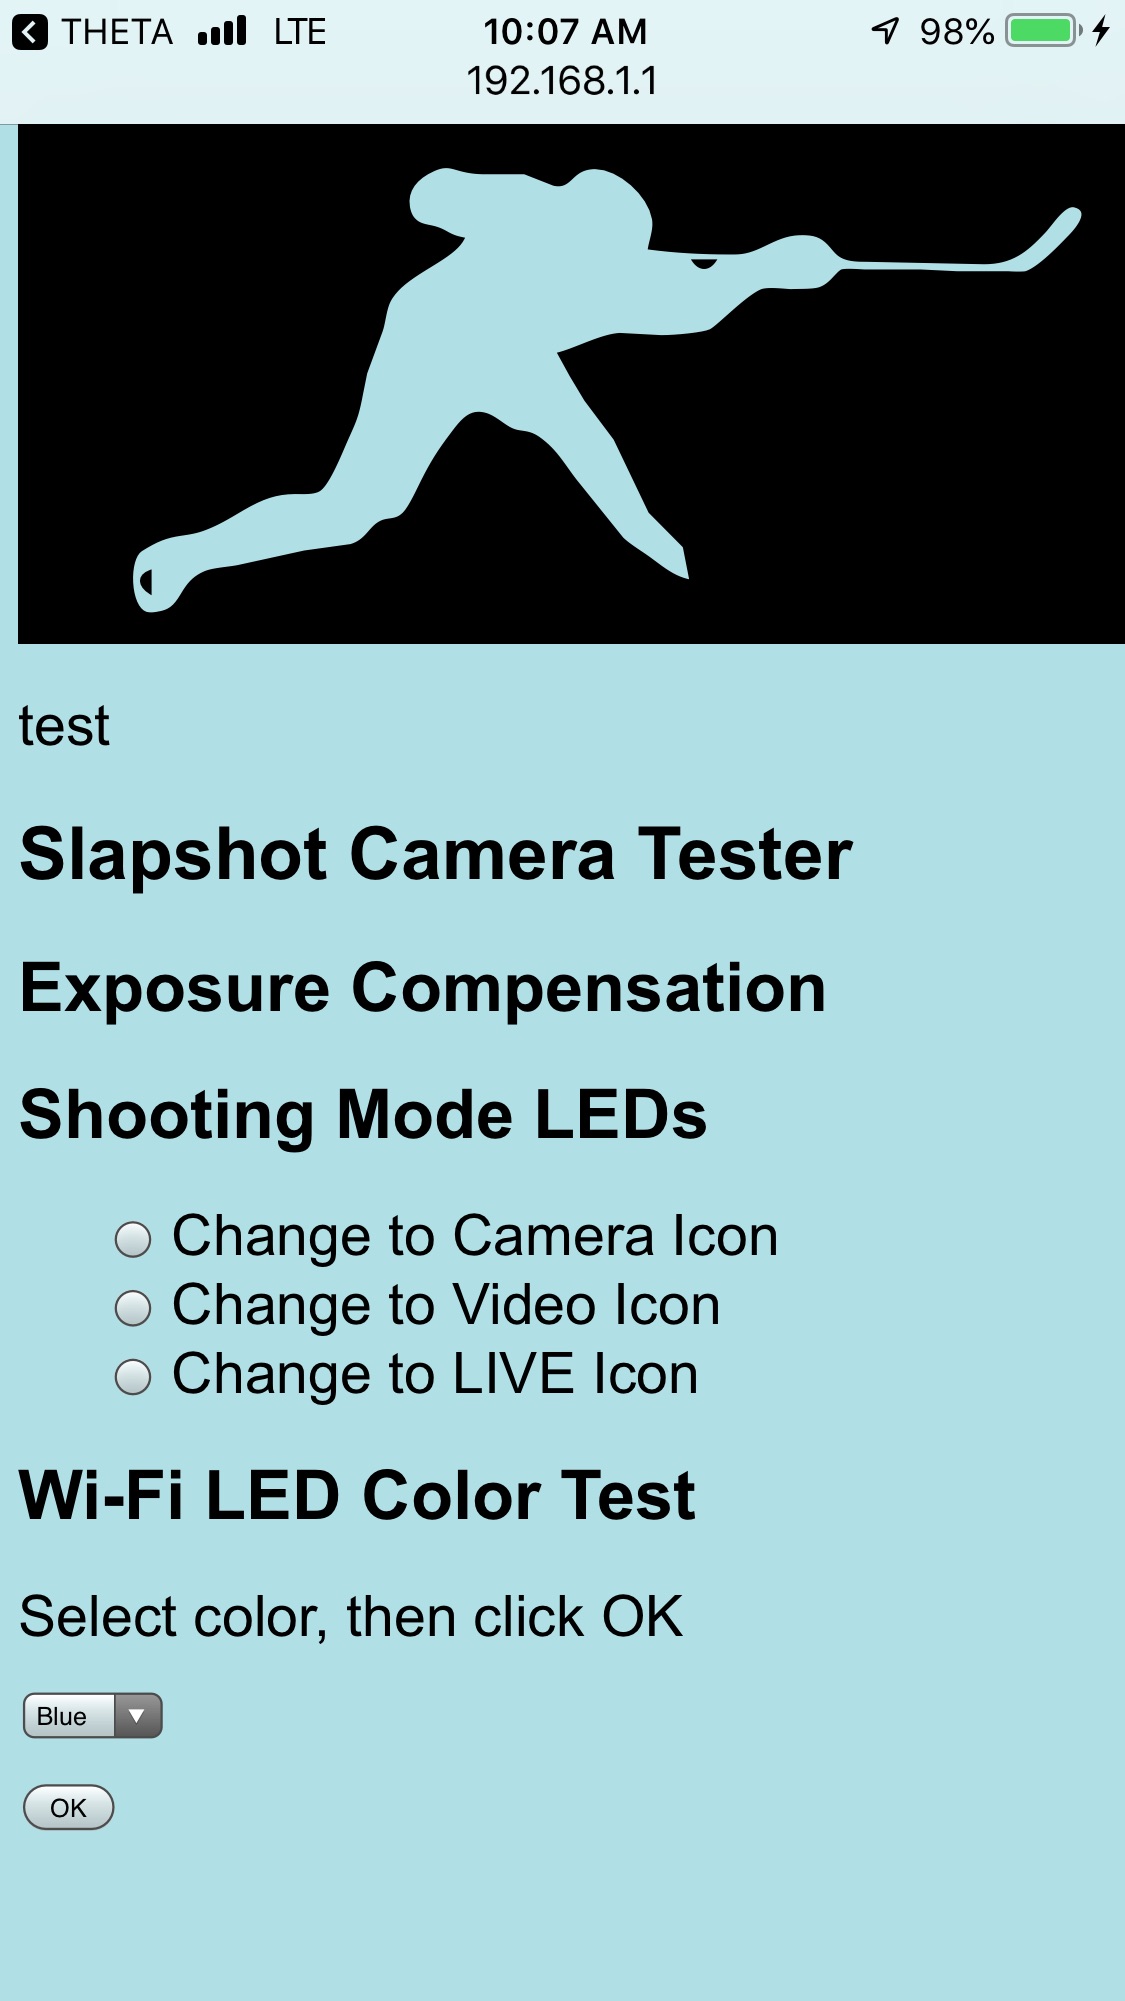 THETA LTE 10:07 AM 98%
192.168.1.1
test
Slapshot Camera Tester
Exposure Compensation
Shooting Mode LEDs
Change to Camera Icon
Change to Video Icon
Change to LIVE Icon
Wi-Fi LED Color Test
Select color, then click OK
Blue
OK